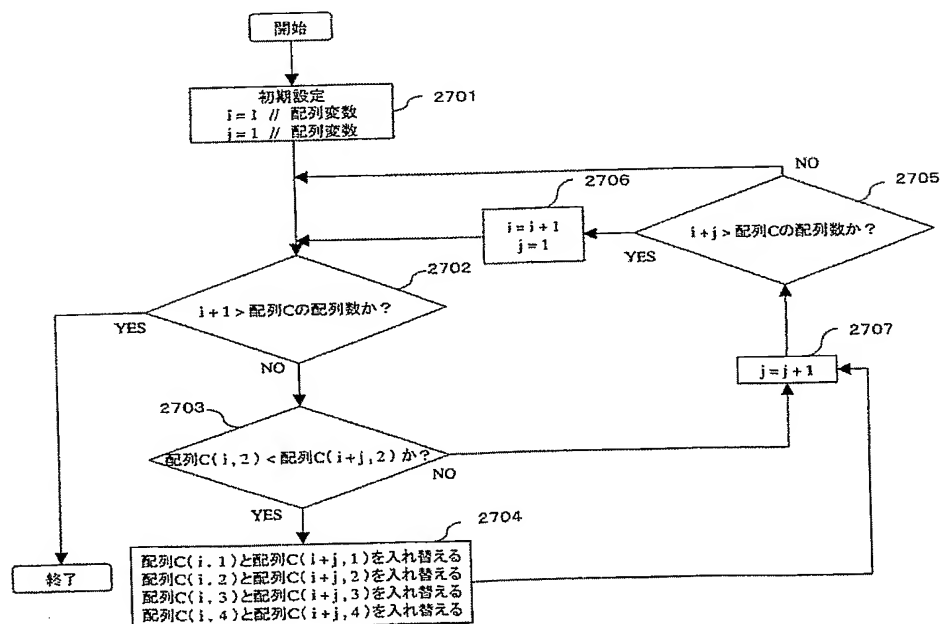 開始
初期設定
i=1 // 配列変数
j=1 // 配列変数
2701
NO
2705
2706
i=i+1
j=1
i+j>配列Cの配列数か?
YES
2702
i+1>配列Cの配列数か?
YES
NO
2707
j=j+1
2703
配列C(i,2)<配列C(i+j,2)か?
NO
YES
2704
配列C(i,1)と配列C(i+j,1)を入れ替える
配列C(i,2)と配列C(i+j,2)を入れ替える
配列C(i,3)と配列C(i+j,3)を入れ替える
配列C(i,4)と配列C(i+j,4)を入れ替える
終了